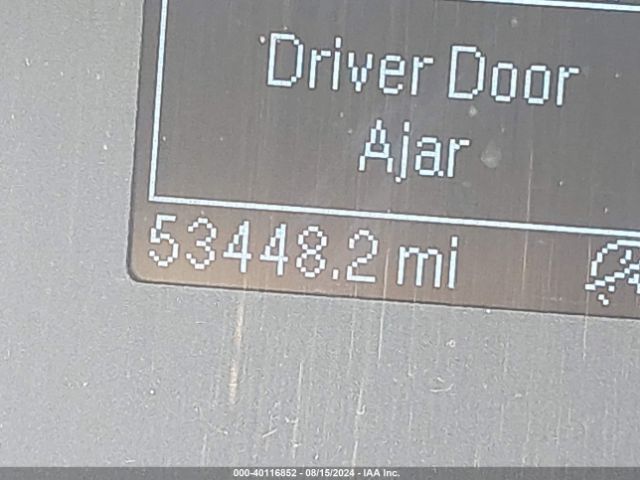 Driver Door
Ajar
53448.2 mi
000-40116852 - 08/15/2024 - IAA Inc.